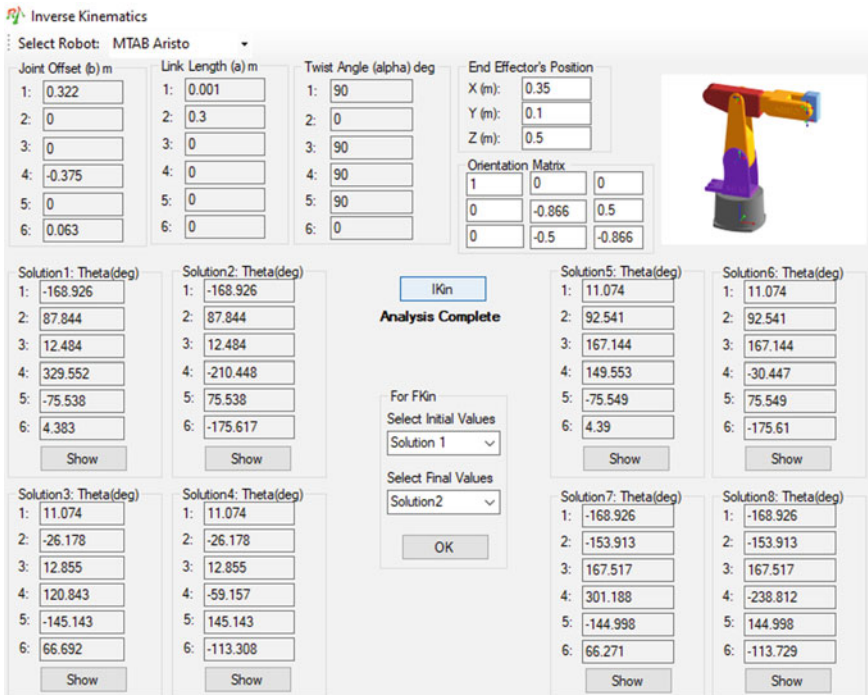 Inverse Kinematics
Select Robot: MTAB Aristo
Joint Offset (b) m
1: 0.322
2: 0
3: 0
4: -0.375
5: 0
6: 0.063
Link Length (a) m
1: 0.001
2: 0.3
3: 0
4: 0
5: 0
6: 0
Twist Angle (alpha) deg
1: 90
2: 0
3: 90
4: 90
5: 90
6: 0
End Effector's Position
X (m): 0.35
Y (m): 0.1
Z (m): 0.5
Orientation Matrix
1 0 0
0 -0.866 0.5
0 -0.5 -0.866
Solution1: Theta(deg)
1: -168.926
2: 87.844
3: 12.484
4: 329.552
5: -75.538
6: 4.383
Show
Solution2: Theta(deg)
1: -168.926
2: 87.844
3: 12.484
4: -210.448
5: 75.538
6: -175.617
Show
IKin
Analysis Complete
For FKin
Select Initial Values
Solution 1
Select Final Values
Solution2
OK
Solution5: Theta(deg)
1: 11.074
2: 92.541
3: 167.144
4: 149.553
5: -75.549
6: 4.39
Show
Solution6: Theta(deg)
1: 11.074
2: 92.541
3: 167.144
4: -30.447
5: 75.549
6: -175.61
Show
Solution3: Theta(deg)
1: 11.074
2: -26.178
3: 12.855
4: 120.843
5: -145.143
6: 66.692
Show
Solution4: Theta(deg)
1: 11.074
2: -26.178
3: 12.855
4: -59.157
5: 145.143
6: -113.308
Show
Solution7: Theta(deg)
1: -168.926
2: -153.913
3: 167.517
4: 301.188
5: -144.998
6: 66.271
Show
Solution8: Theta(deg)
1: -168.926
2: -153.913
3: 167.517
4: -238.812
5: 144.998
6: -113.729
Show